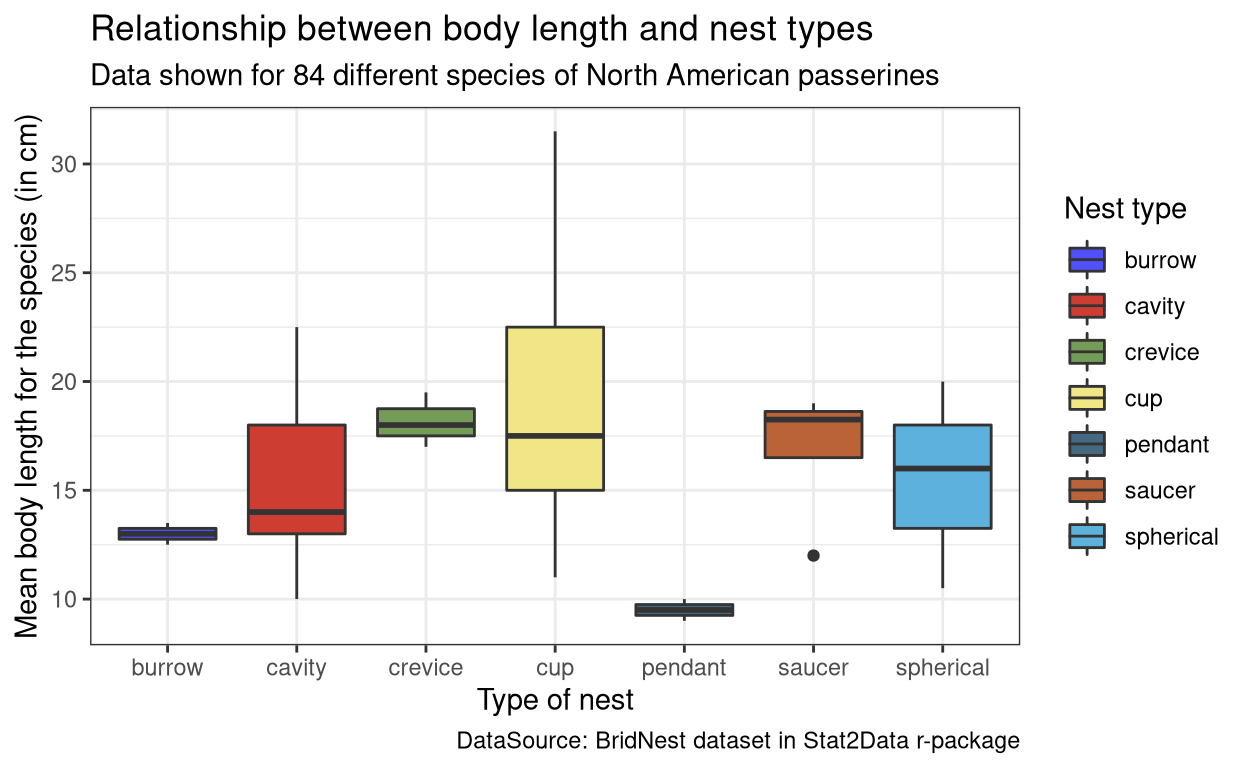 Relationship between body length and nest types
Data shown for 84 different species of North American passerines
Mean body length for the species (in cm)
30
25
20
15
10
burrow
cavity
crevice
cup
pendant
saucer
spherical
Type of nest
Nest type
burrow
cavity
crevice
cup
pendant
saucer
spherical
DataSource: BridNest dataset in Stat2Data r-package